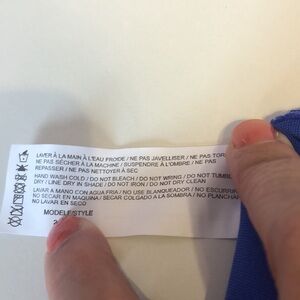 LAVER À LA MAIN À L'EAU FROIDE / NE PAS JAVELLISER / NE PAS TOR
NE PAS SÉCHER À LA MACHINE / SUSPENDRE À L'OMBRE / NE PAS
REPASSER / NE PAS NETTOYER À SEC
HAND WASH COLD / DO NOT BLEACH / DO NOT WRING / DO NOT TUMBLE
DRY / LINE DRY IN SHADE / DO NOT IRON / DO NOT DRY CLEAN
LAVAR A MANO CON AGUA FRIA / NO USE BLANQUEADOR / NO ESCURRIR
NO SECAR EN MAQUINA / SECAR COLGADO A LA SOMBRA / NO PLANCHAR
NO LAVAR EN SECO
MODELE/STYLE